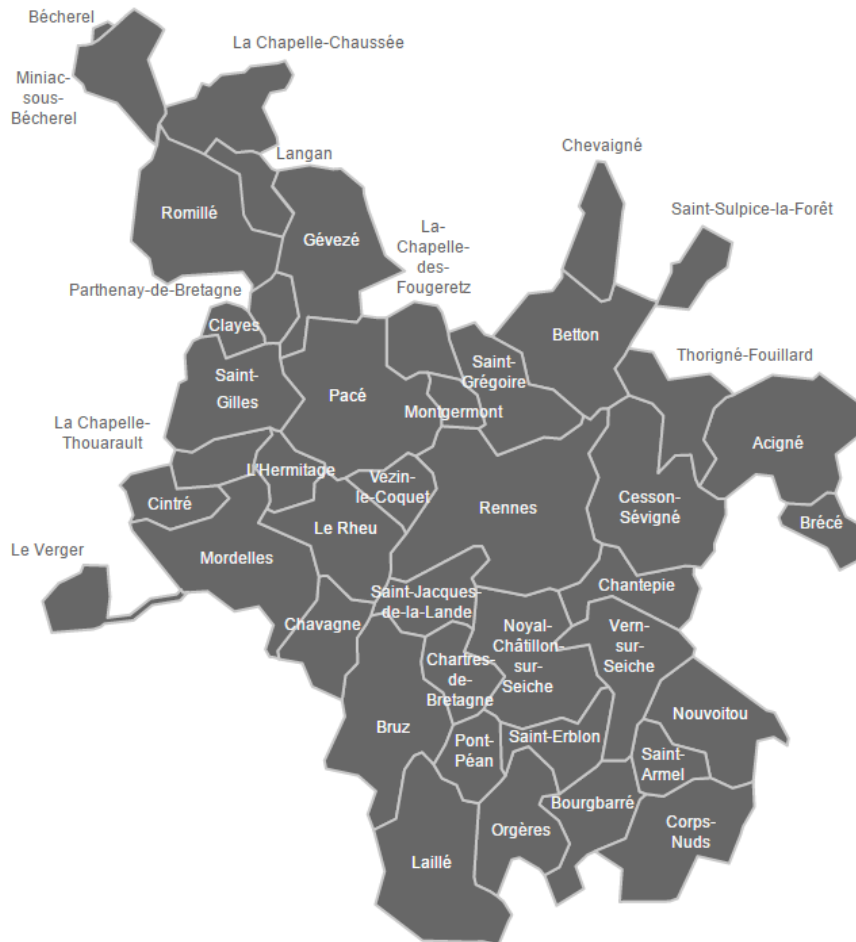 Bécherel
La Chapelle-Chaussée
Miniac-
sous-
Bécherel
Langan
Chevaigné
Romillé
Saint-Sulpice-la-Forêt
Gévezé
La-
Chapelle-
des-
Fougeretz
Parthenay-de-Bretagne
Clayes
Betton
Thorigné-Fouillard
Saint-
Grégoire
Saint-
Gilles
Pacé
Montgermont
La Chapelle-
Thouarault
Acigné
L'Hermitage
Vezin-
le-Coquet
Cintré
Rennes
Cesson-
Sévigné
Brécé
Le Rheu
Le Verger
Mordelles
Saint-Jacques-
de-la-Lande
Chantepie
Chavagne
Noyal-
Châtillon-
sur-
Seiche
Vern-
sur-
Seiche
Chartres-
de-
Bretagne
Bruz
Nouvoitou
Pont-
Péan
Saint-Erblon
Saint-
Armel
Bourgbarré
Orgères
Corps-
Nuds
Laillé